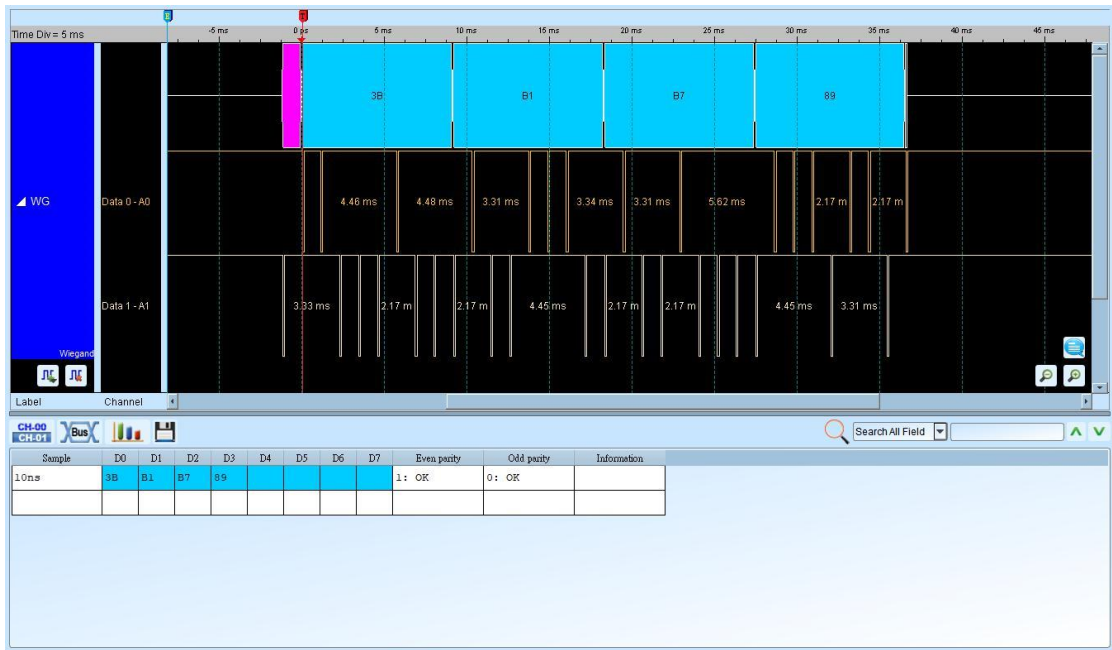 Time Div = 5 ms
-5 ms 0 ps 5 ms 10 ms 15 ms 20 ms 25 ms 30 ms 35 ms 40 ms 45 ms
T
3B B1 B7 89
WG
Data 0 - A0
4.46 ms 4.48 ms 3.31 ms 3.34 ms 3.31 ms 5.62 ms 2.17 m 2.17 m
Data 1 - A1
3.33 ms 2.17 m 2.17 m 4.45 ms 2.17 m 2.17 m 4.45 ms 3.31 ms
Wiegand
Label Channel
CH-00
CH-01
Bus
Search All Field
Sample D0 D1 D2 D3 D4 D5 D6 D7 Even parity Odd parity Information
10ns 3B B1 B7 89 1: OK 0: OK